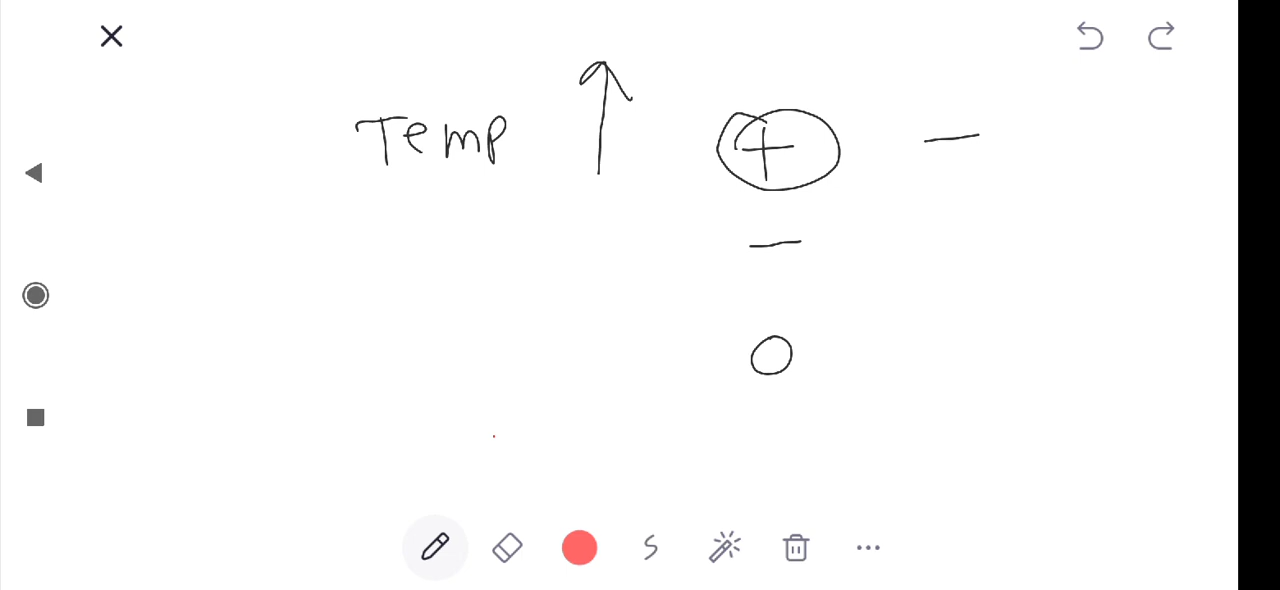 Temp ↑ + —
—
0